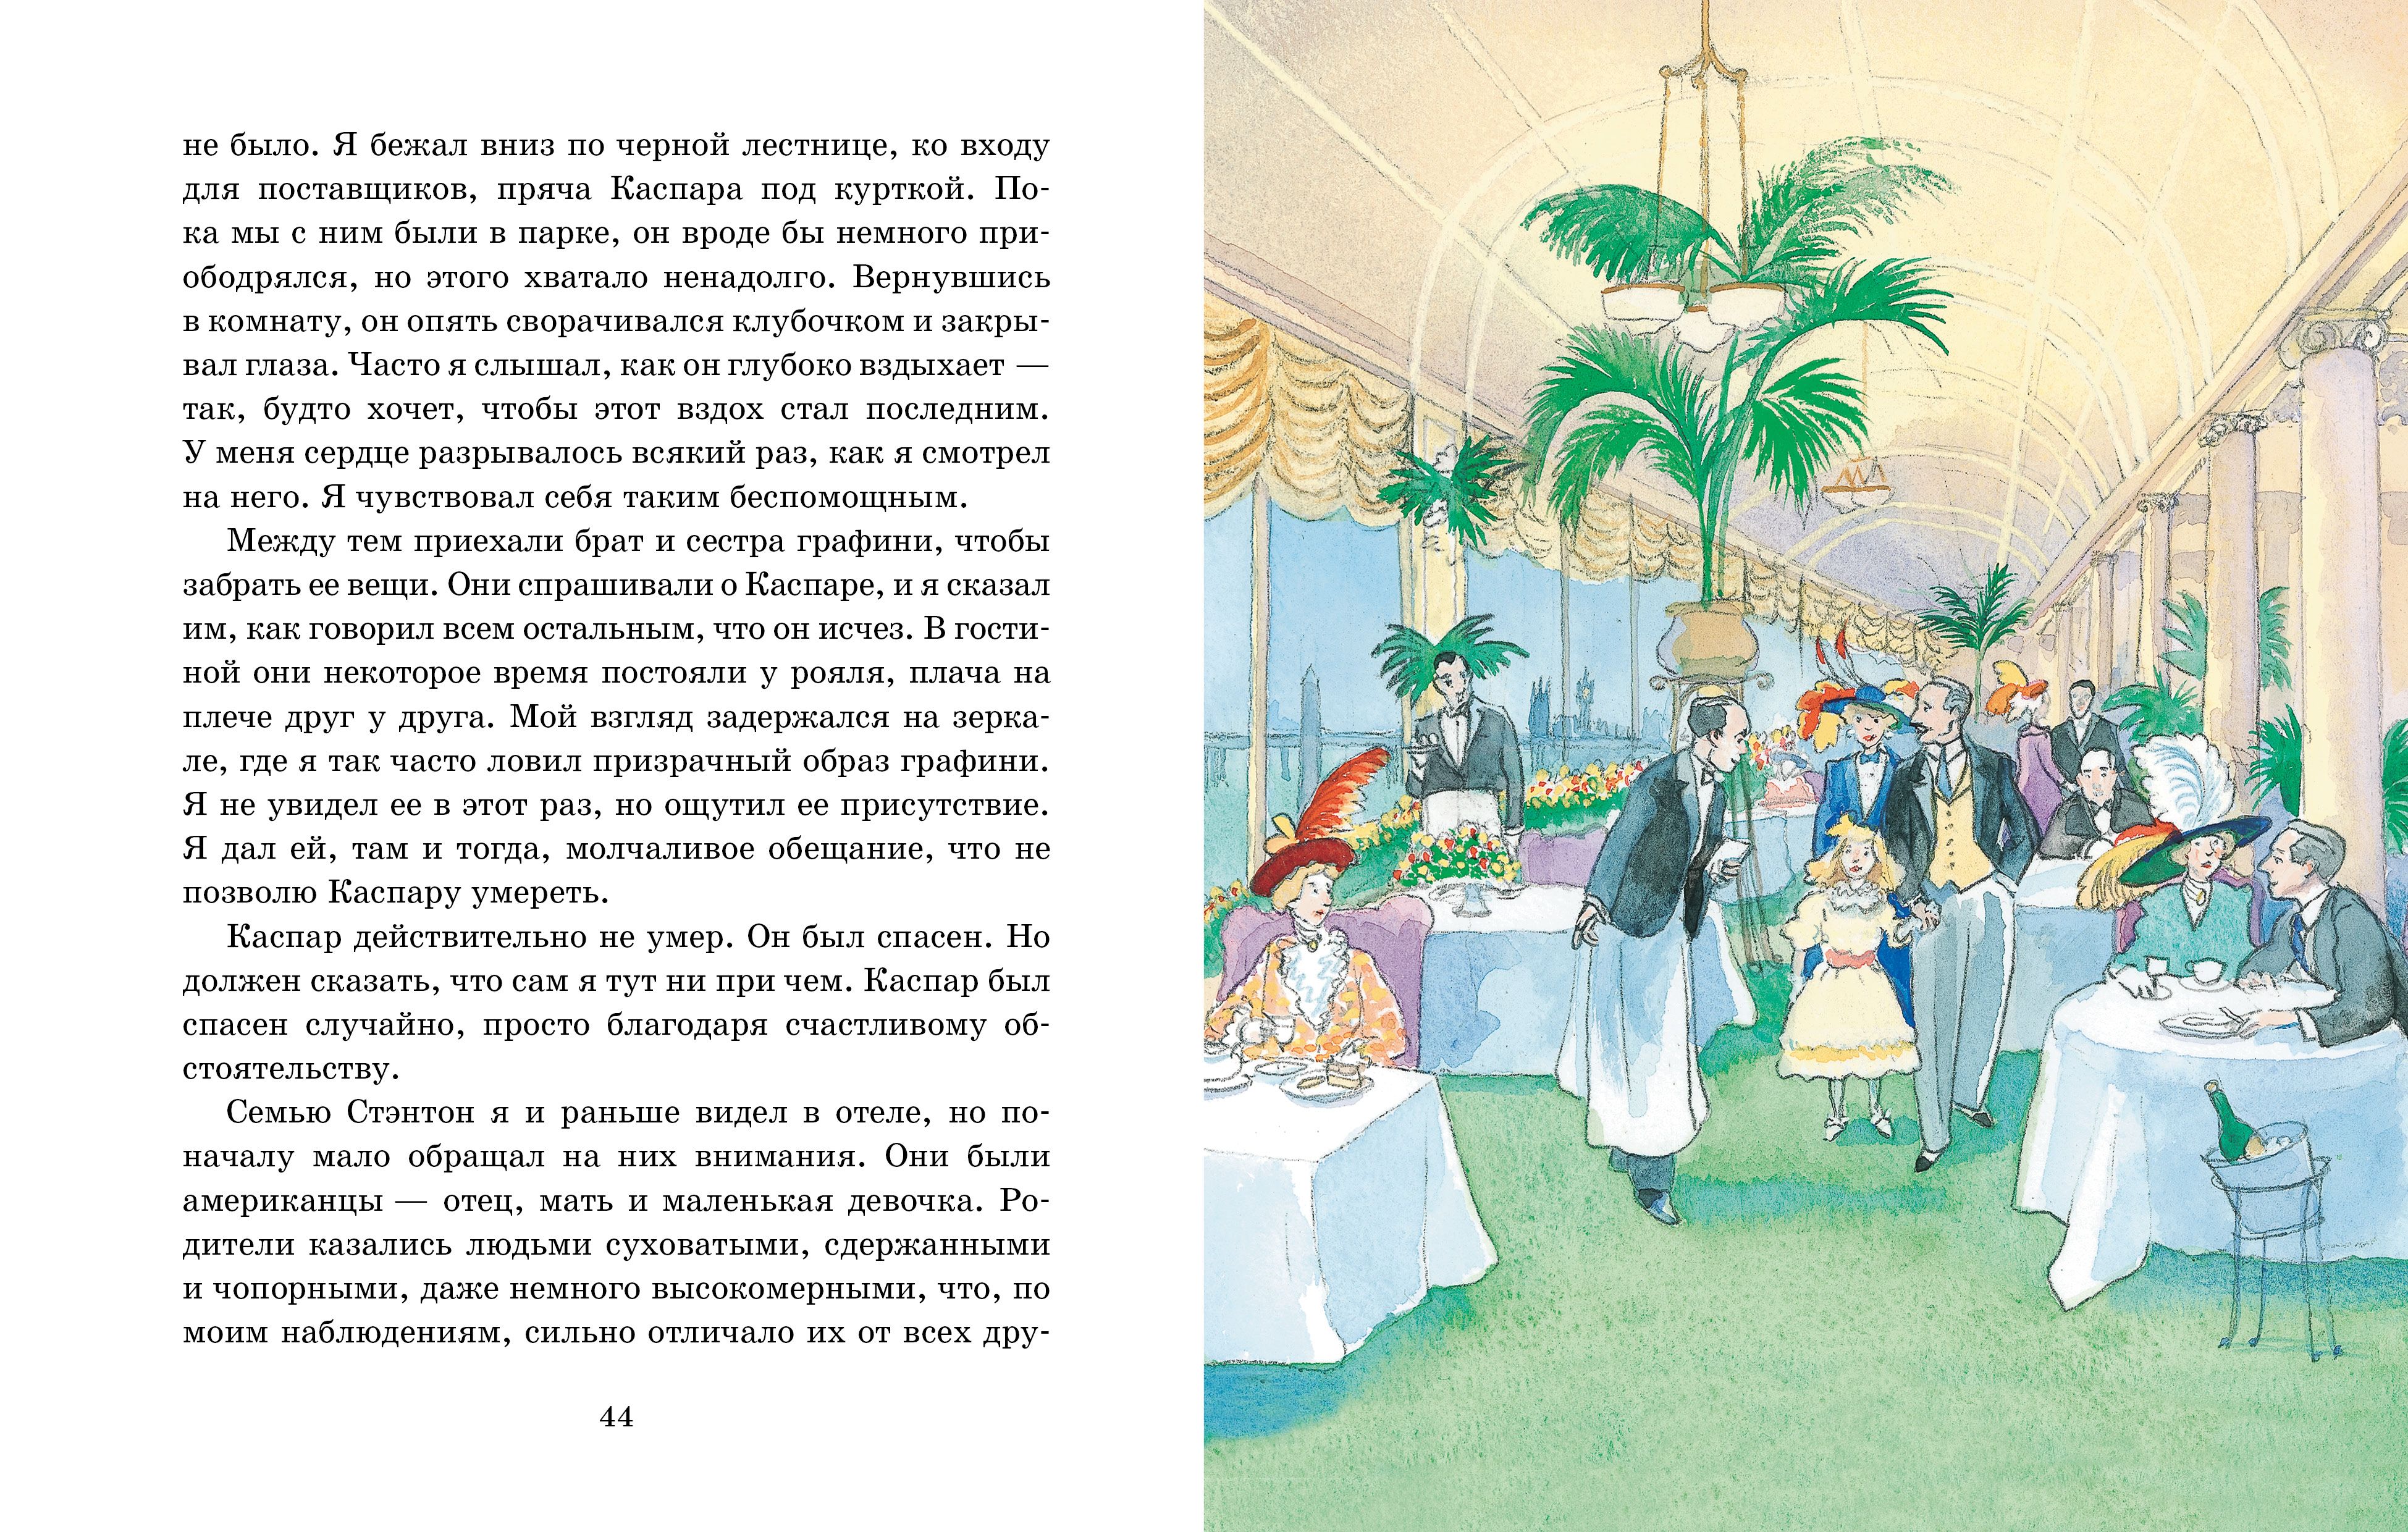 не было. Я бежал вниз по черной лестнице, ко входу
для поставщиков, пряча Каспара под курткой. По-
ка мы с ним были в парке, он вроде бы немного при-
ободрялся, но этого хватало ненадолго. Вернувшись
в комнату, он опять сворачивался клубочком и закры-
вал глаза. Часто я слышал, как он глубоко вздыхает —
так, будто хочет, чтобы этот вздох стал последним.
У меня сердце разрывалось всякий раз, как я смотрел
на него. Я чувствовал себя таким беспомощным.
Между тем приехали брат и сестра графини, чтобы
забрать ее вещи. Они спрашивали о Каспаре, и я сказал
им, как говорил всем остальным, что он исчез. В гости-
ной они некоторое время постояли у рояля, плача на
плече друг у друга. Мой взгляд задержался на зерка-
ле, где я так часто ловил призрачный образ графини.
Я не увидел ее в этот раз, но ощутил ее присутствие.
Я дал ей, там и тогда, молчаливое обещание, что не
позволю Каспару умереть.
Каспар действительно не умер. Он был спасен. Но
должен сказать, что сам я тут ни при чем. Каспар был
спасен случайно, просто благодаря счастливому об-
стоятельству.
Семью Стэнтон я и раньше видел в отеле, но по-
началу мало обращал на них внимания. Они были
американцы — отец, мать и маленькая девочка. Ро-
дители казались людьми суховатыми, сдержанными
и чопорными, даже немного высокомерными, что, по
моим наблюдениям, сильно отличало их от всех дру-
44